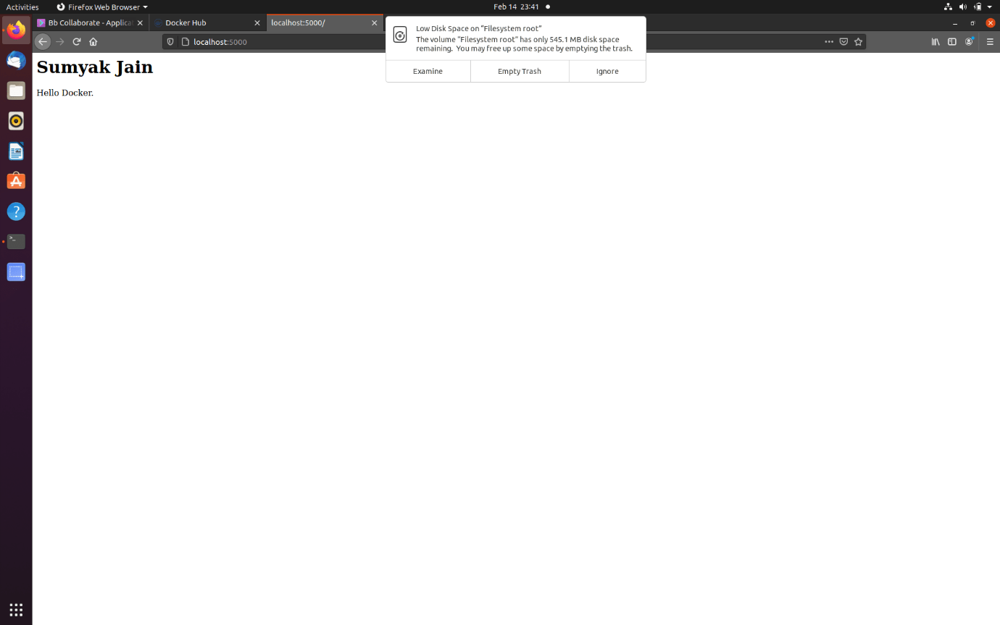 Activities
Firefox Web Browser
Feb 14 23:41
Bb Collaborate - Applica
Docker Hub
localhost:5000/
localhost:5000
Low Disk Space on “Filesystem root”
The volume “Filesystem root” has only 545.1 MB disk space
remaining. You may free up some space by emptying the trash.
Examine
Empty Trash
Ignore
Sumyak Jain
Hello Docker.